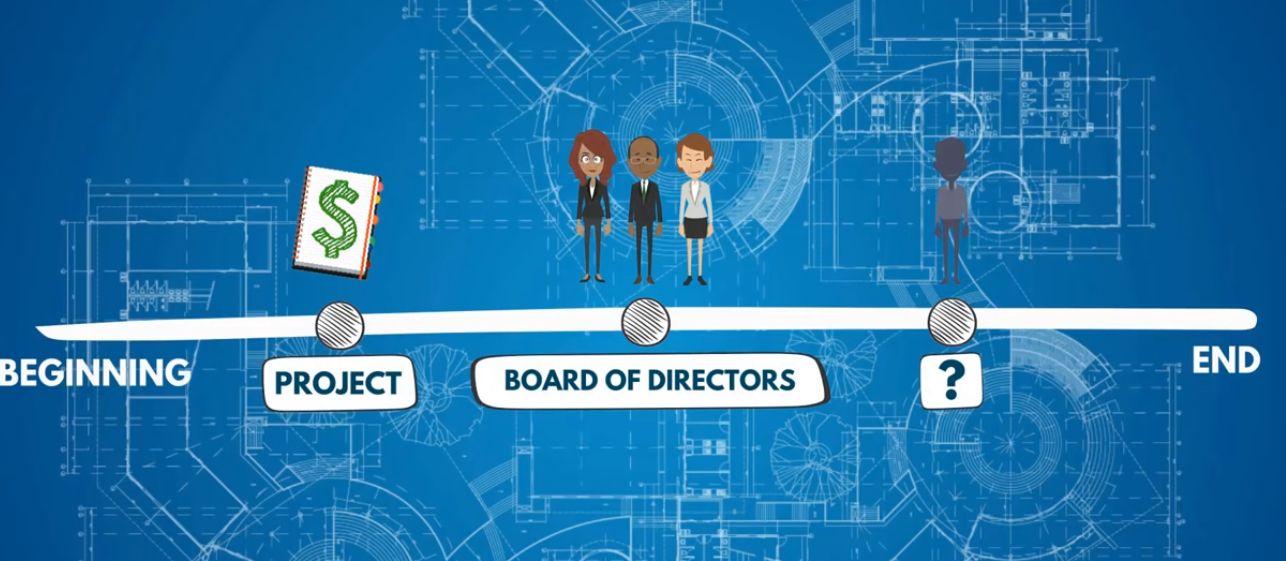 $
BEGINNING
PROJECT
BOARD OF DIRECTORS
?
END